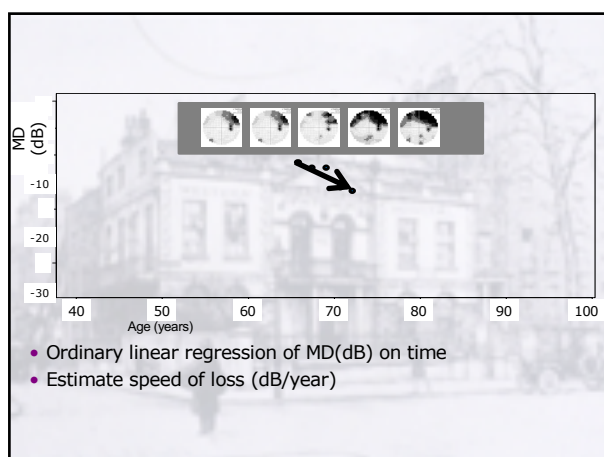 MD
(dB)
-10
-20
-30
40 50 60 70 80 90 100
Age (years)
• Ordinary linear regression of MD(dB) on time
• Estimate speed of loss (dB/year)